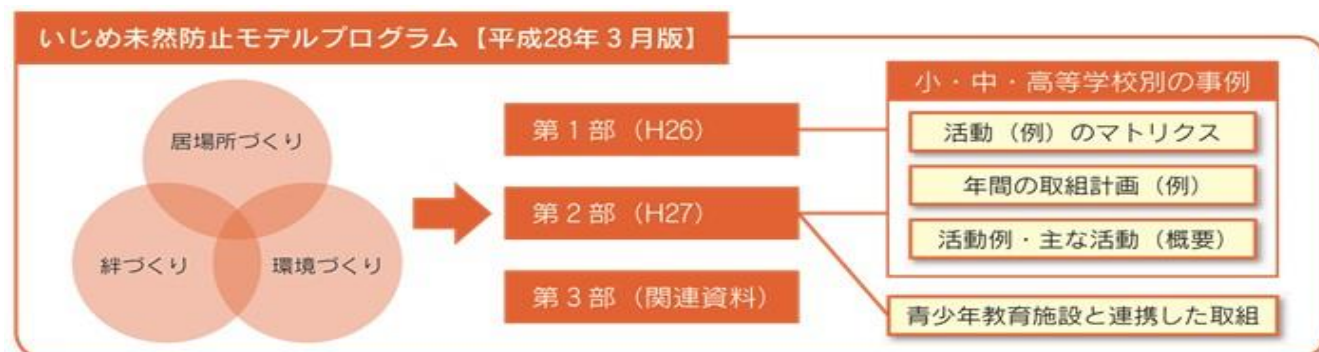 いじめ未然防止モデルプログラム【平成28年3月版】
居場所づくり
絆づくり
環境づくり
第1部（H26）
第2部（H27）
第3部（関連資料）
小・中・高等学校別の事例
活動（例）のマトリクス
年間の取組計画（例）
活動例・主な活動（概要）
青少年教育施設と連携した取組